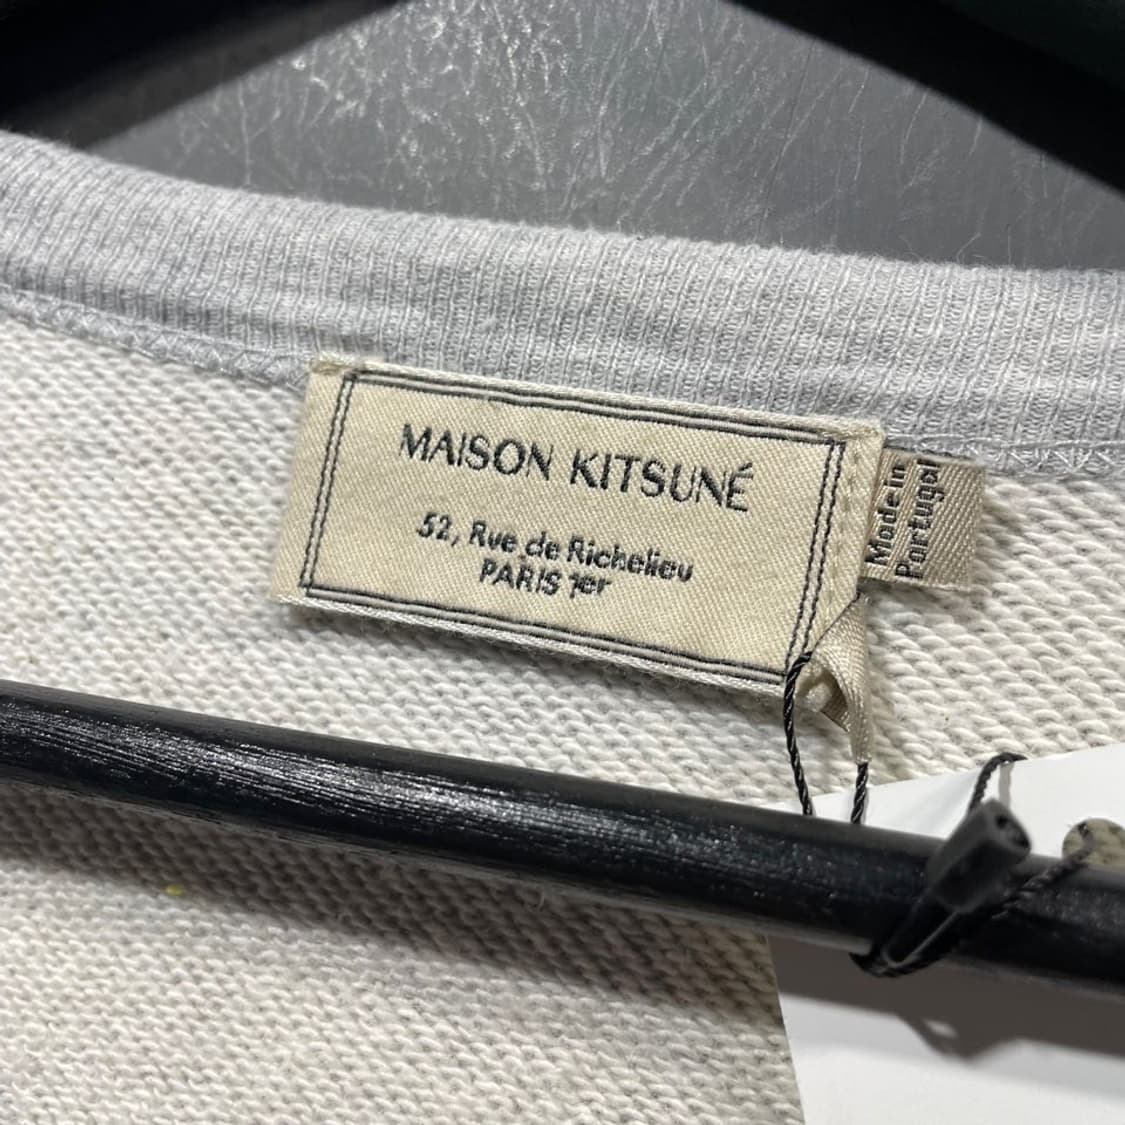 MAISON KITSUNÉ
52, Rue de Richelieu
PARIS 1er
Made in
Portugal